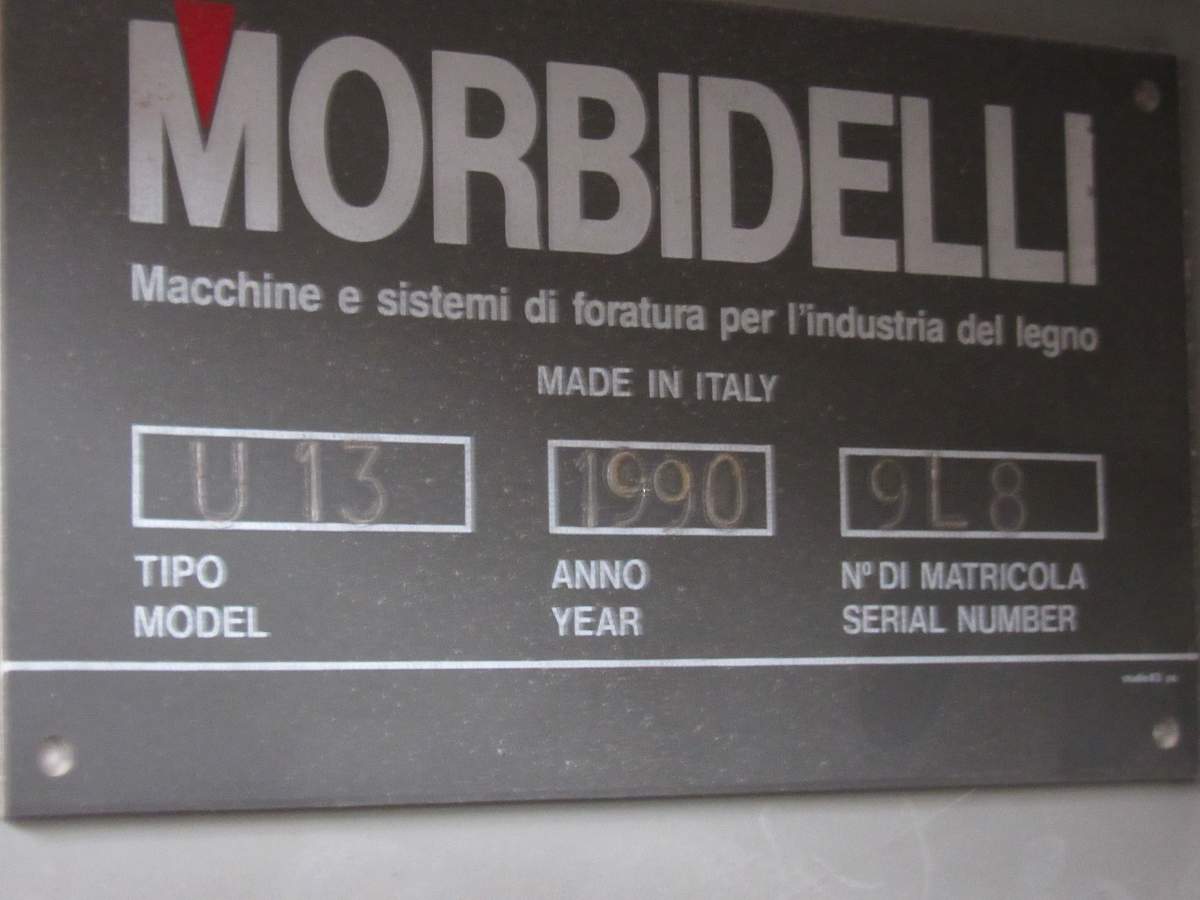 MORBIDELLI
Macchine e sistemi di foratura per l'industria del legno
MADE IN ITALY
U 13 1990 9L8
TIPO ANNO Nº DI MATRICOLA
MODEL YEAR SERIAL NUMBER